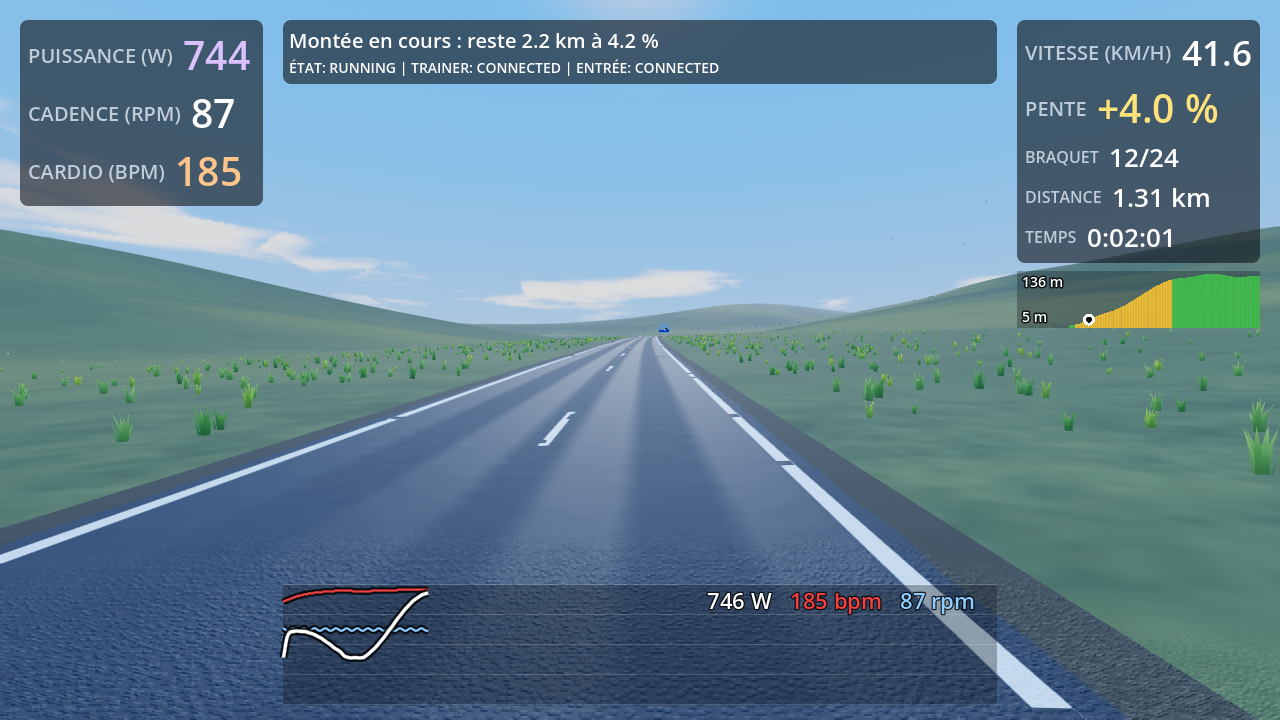 PUISSANCE (W) 744
CADENCE (RPM) 87
CARDIO (BPM) 185
Montée en cours : reste 2.2 km à 4.2 %
ÉTAT: RUNNING | TRAINER: CONNECTED | ENTRÉE: CONNECTED
VITESSE (KM/H) 41.6
PENTE +4.0 %
BRAQUET 12/24
DISTANCE 1.31 km
TEMPS 0:02:01
136 m
5 m
746 W 185 bpm 87 rpm